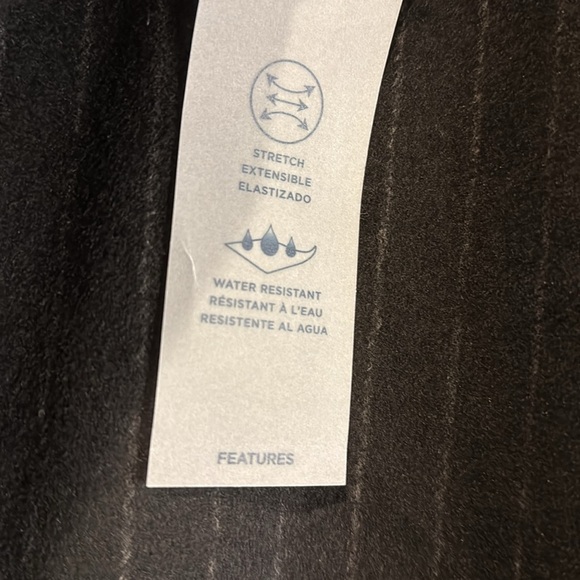 STRETCH
EXTENSIBLE
ELASTIZADO
WATER RESISTANT
RÉSISTANT À L'EAU
RESISTENTE AL AGUA
FEATURES